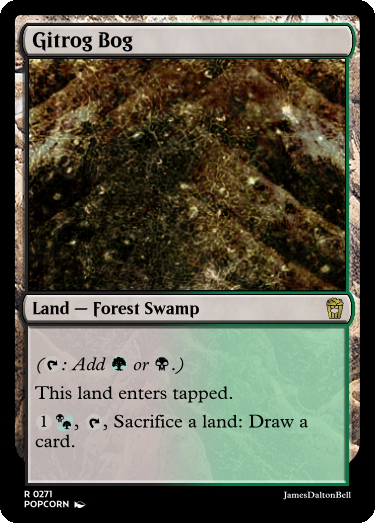 Gitrog Bog
Land — Forest Swamp
(: Add or .)
This land enters tapped.
1 , , Sacrifice a land: Draw a
card.
R 0271
POPCORN
JamesDaltonBell